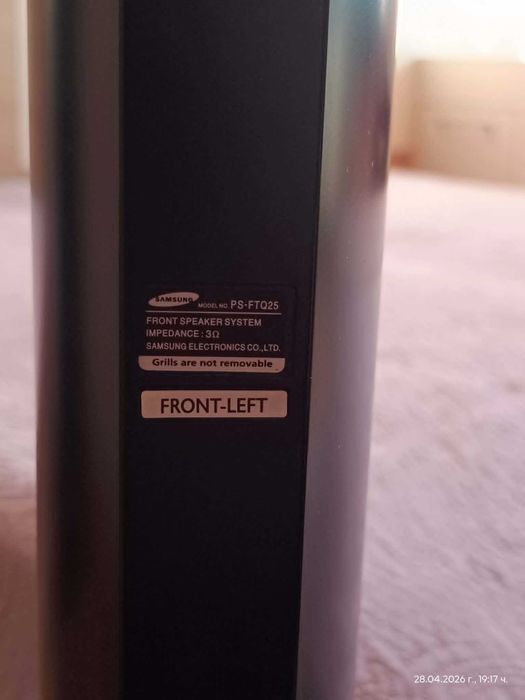 SAMSUNG MODEL NO. PS-FTQ25
FRONT SPEAKER SYSTEM
IMPEDANCE : 3Ω
SAMSUNG ELECTRONICS CO.,LTD.
Grills are not removable
FRONT-LEFT
28.04.2026 г., 19:17 ч.